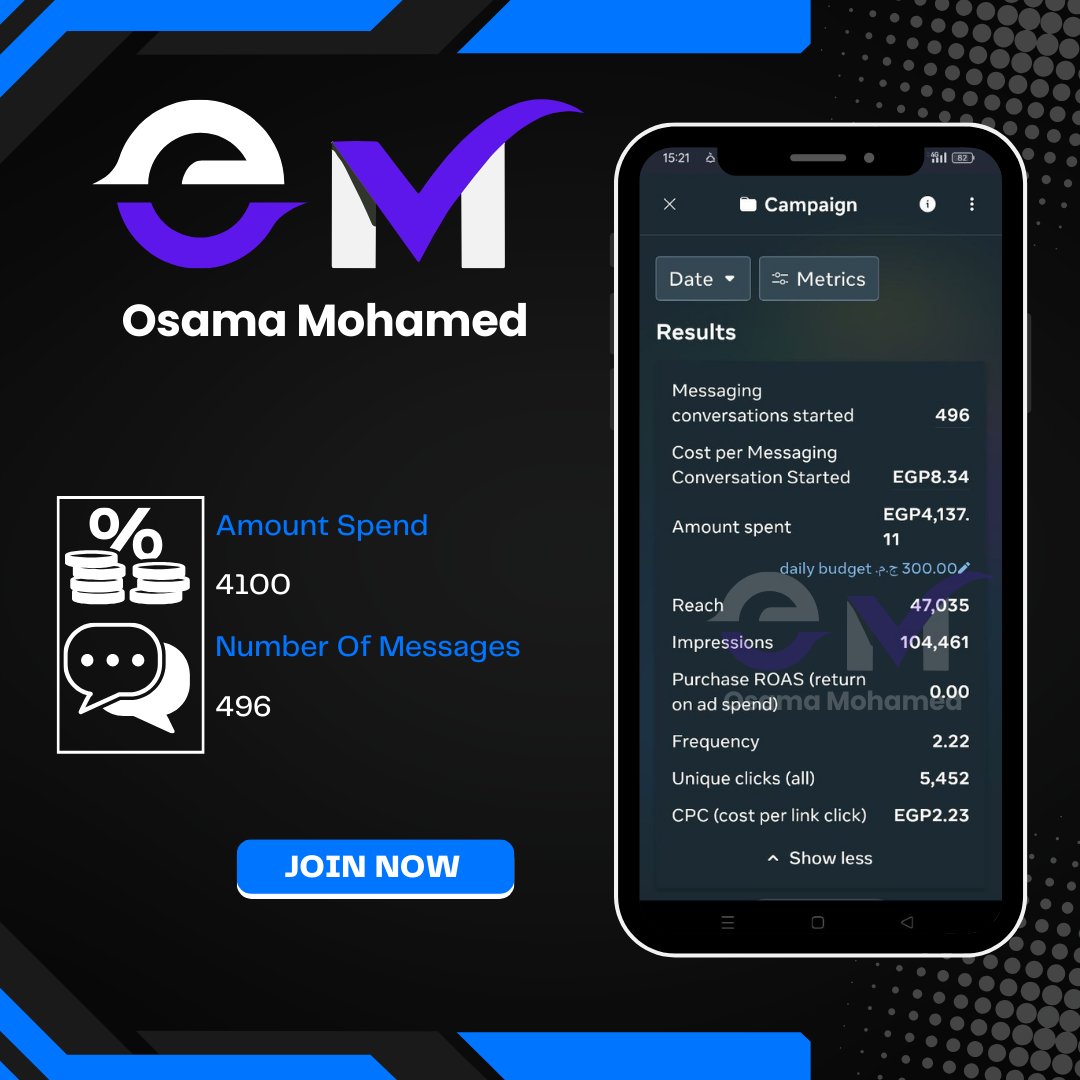 em
Osama Mohamed
%
Amount Spend
4100
Number Of Messages
496
JOIN NOW
15:21
4G
82
Campaign
Date
Metrics
Results
Messaging
conversations started
496
Cost per Messaging
Conversation Started
EGP8.34
Amount spent
EGP4,137.
11
daily budget ج.م.‏ 300.00
Reach
47,035
Impressions
104,461
Purchase ROAS (return
on ad spend)
0.00
em
Osama Mohamed
Frequency
2.22
Unique clicks (all)
5,452
CPC (cost per link click)
EGP2.23
Show less